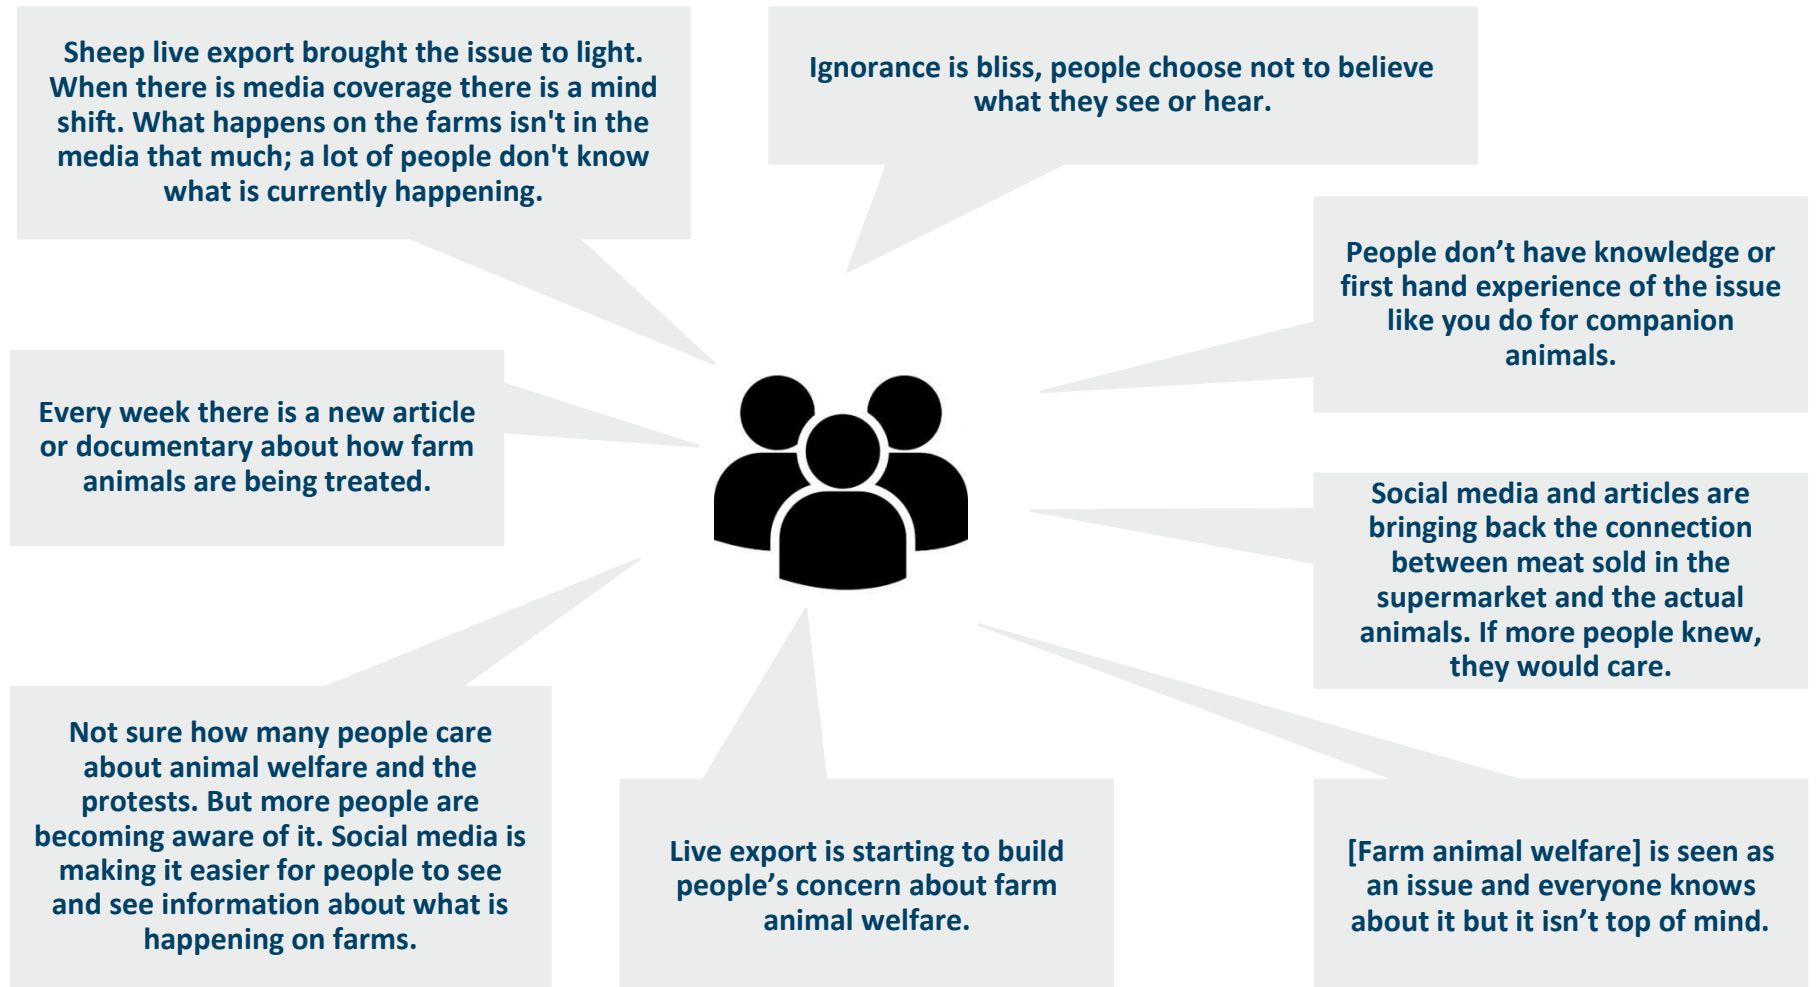 Sheep live export brought the issue to light.
When there is media coverage there is a mind
shift. What happens on the farms isn't in the
media that much; a lot of people don't know
what is currently happening.
Ignorance is bliss, people choose not to believe
what they see or hear.
People don’t have knowledge or
first hand experience of the issue
like you do for companion
animals.
Every week there is a new article
or documentary about how farm
animals are being treated.
Social media and articles are
bringing back the connection
between meat sold in the
supermarket and the actual
animals. If more people knew,
they would care.
Not sure how many people care
about animal welfare and the
protests. But more people are
becoming aware of it. Social media is
making it easier for people to see
and see information about what is
happening on farms.
Live export is starting to build
people’s concern about farm
animal welfare.
[Farm animal welfare] is seen as
an issue and everyone knows
about it but it isn’t top of mind.